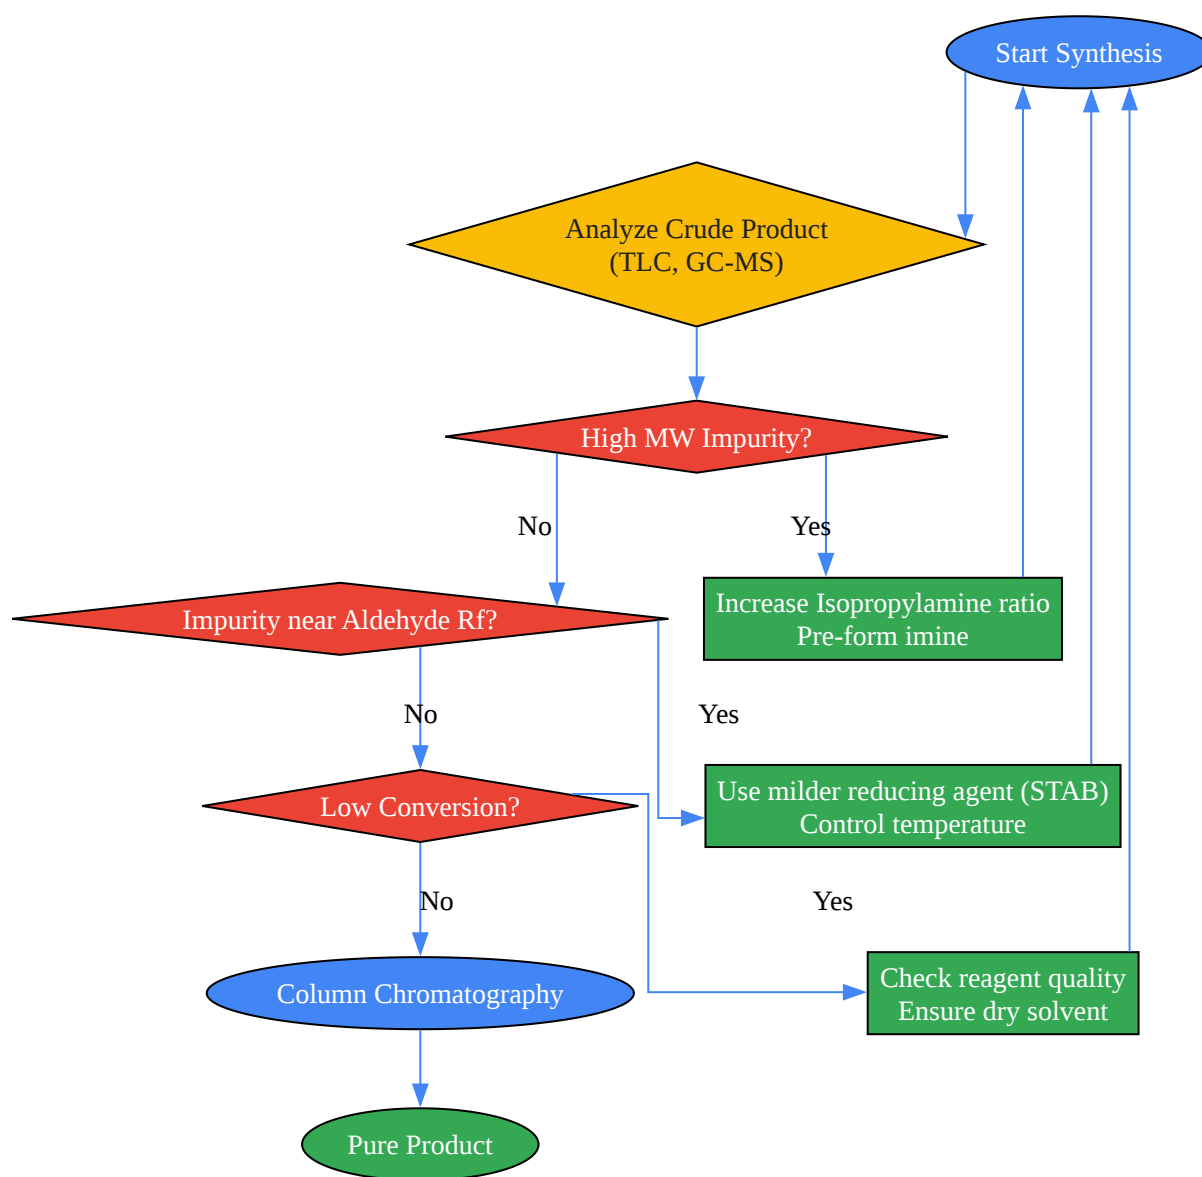 Start Synthesis
Analyze Crude Product
(TLC, GC-MS)
High MW Impurity?
No
Yes
Increase Isopropylamine ratio
Pre-form imine
Impurity near Aldehyde Rf?
No
Yes
Use milder reducing agent (STAB)
Control temperature
Low Conversion?
No
Yes
Check reagent quality
Ensure dry solvent
Column Chromatography
Pure Product